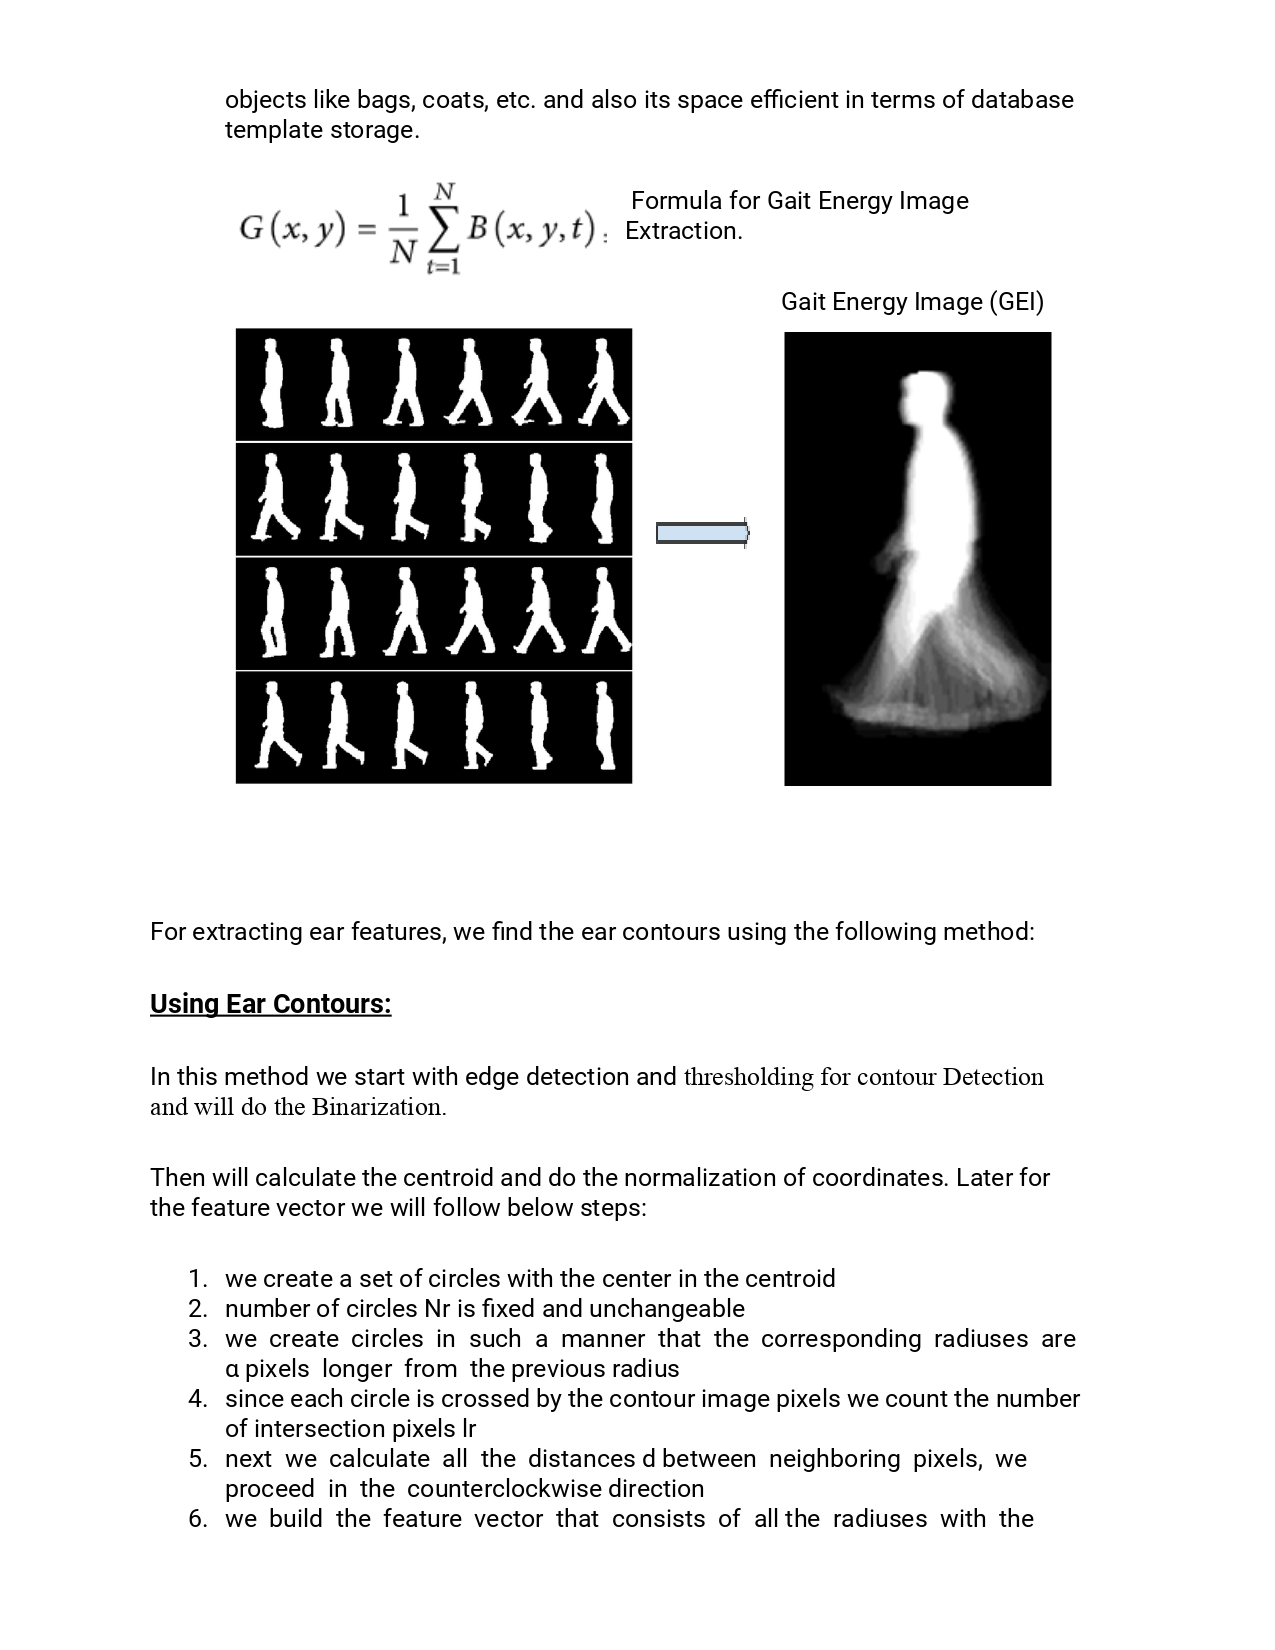 objects like bags, coats, etc. and also its space efficient in terms of database
template storage.
G(x, y) = 1/N ∑_{t=1}^{N} B(x, y, t) ; Formula for Gait Energy Image
Extraction.
Gait Energy Image (GEI)
For extracting ear features, we find the ear contours using the following method:
Using Ear Contours:
In this method we start with edge detection and thresholding for contour Detection
and will do the Binarization.
Then will calculate the centroid and do the normalization of coordinates. Later for
the feature vector we will follow below steps:
1. we create a set of circles with the center in the centroid
2. number of circles Nr is fixed and unchangeable
3. we create circles in such a manner that the corresponding radiuses are
α pixels longer from the previous radius
4. since each circle is crossed by the contour image pixels we count the number
of intersection pixels lr
5. next we calculate all the distances d between neighboring pixels, we
proceed in the counterclockwise direction
6. we build the feature vector that consists of all the radiuses with the